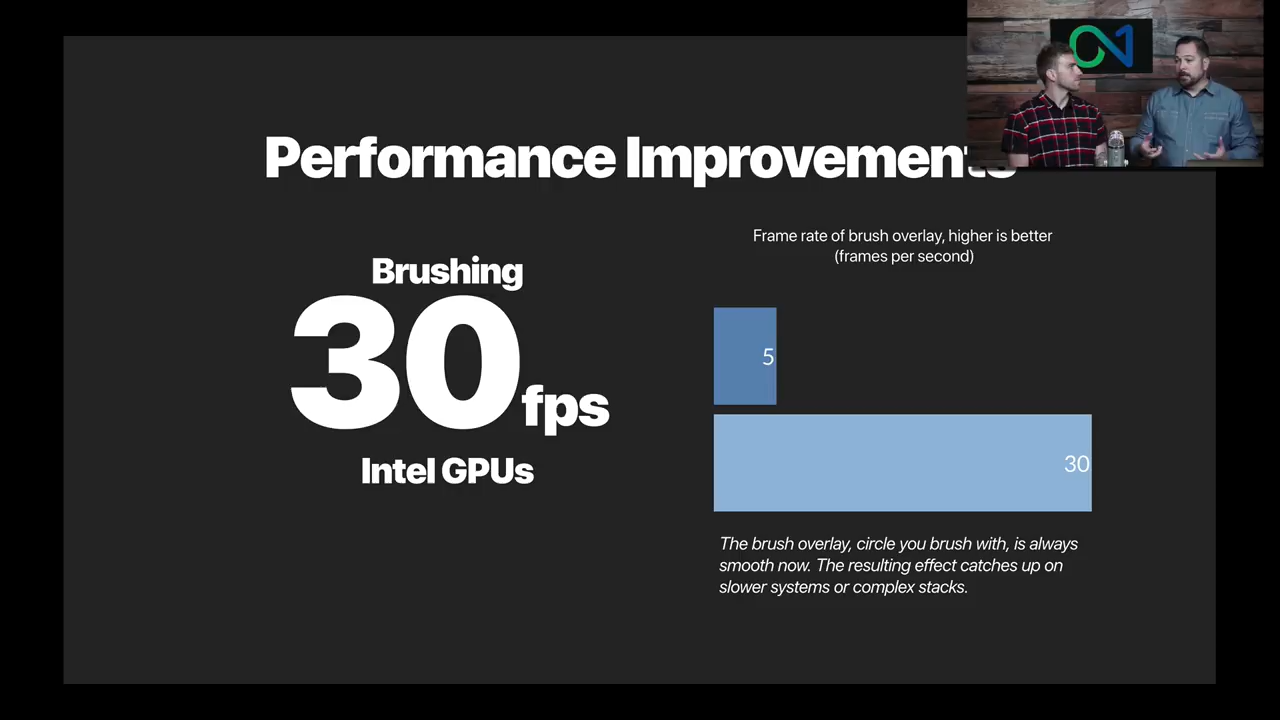 Performance Improvements
Brushing
30fps
Intel GPUs
Frame rate of brush overlay, higher is better
(frames per second)
5
30
The brush overlay, circle you brush with, is always
smooth now. The resulting effect catches up on
slower systems or complex stacks.